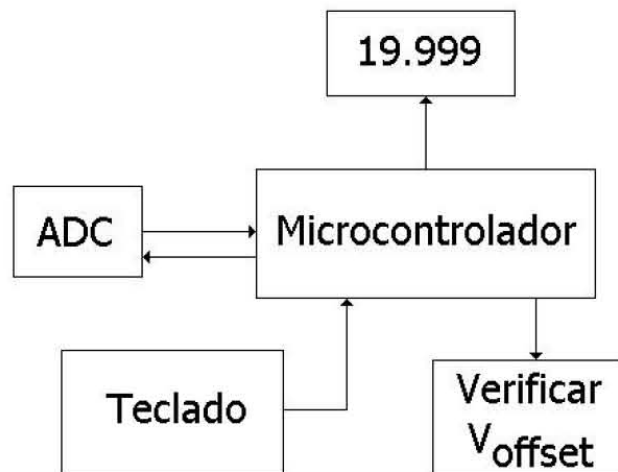 19.999
ADC
Microcontrolador
Teclado
Verificar
Voffset